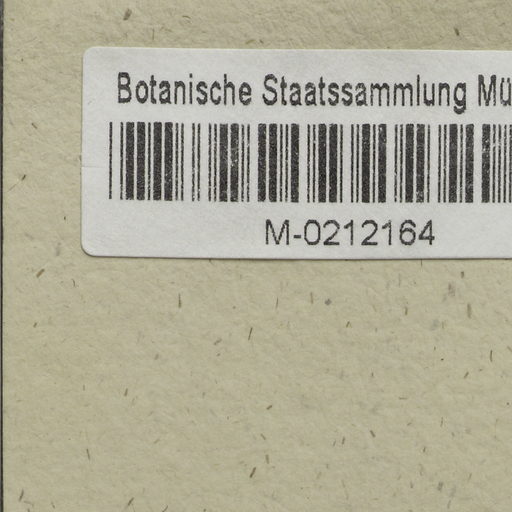 Botanische Staatssammlung Mü
M-0212164